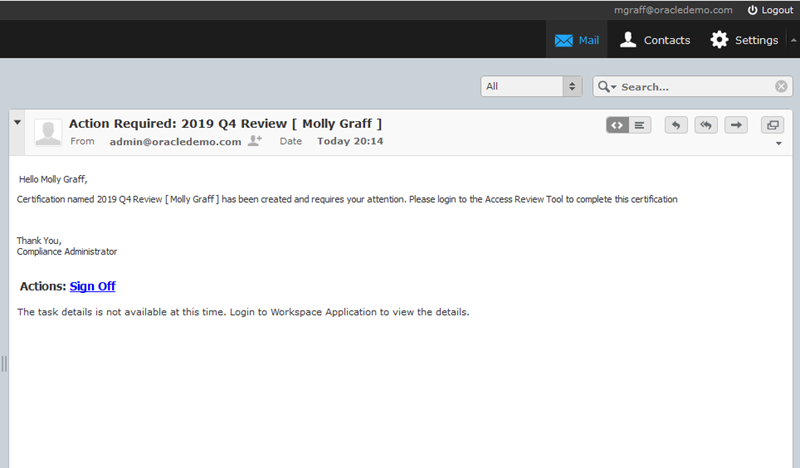 mgraff@oracledemo.com Logout
Mail Contacts Settings
All Search...
Action Required: 2019 Q4 Review [ Molly Graff ]
From admin@oracledemo.com Date Today 20:14
Hello Molly Graff,
Certification named 2019 Q4 Review [ Molly Graff ] has been created and requires your attention. Please login to the Access Review Tool to complete this certification
Thank You,
Compliance Administrator
Actions: Sign Off
The task details is not available at this time. Login to Workspace Application to view the details.